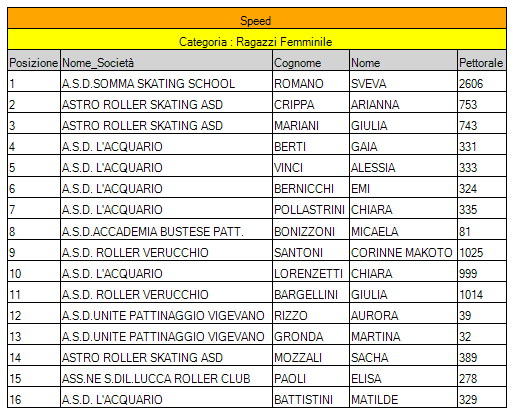 Speed
Categoria : Ragazzi Femminile
Posizione Nome_Società Cognome Nome Pettorale
1 A.S.D.SOMMA SKATING SCHOOL ROMANO SVEVA 2606
2 ASTRO ROLLER SKATING ASD CRIPPA ARIANNA 753
3 ASTRO ROLLER SKATING ASD MARIANI GIULIA 743
4 A.S.D. L'ACQUARIO BERTI GAIA 331
5 A.S.D. L'ACQUARIO VINCI ALESSIA 333
6 A.S.D. L'ACQUARIO BERNICCHI EMI 324
7 A.S.D. L'ACQUARIO POLLASTRINI CHIARA 335
8 A.S.D.ACCADEMIA BUSTESE PATT. BONIZZONI MICAELA 81
9 A.S.D. ROLLER VERUCCHIO SANTONI CORINNE MAKOTO 1025
10 A.S.D. L'ACQUARIO LORENZETTI CHIARA 999
11 A.S.D. ROLLER VERUCCHIO BARGELLINI GIULIA 1014
12 A.S.D.UNITE PATTINAGGIO VIGEVANO RIZZO AURORA 39
13 A.S.D.UNITE PATTINAGGIO VIGEVANO GRONDA MARTINA 32
14 ASTRO ROLLER SKATING ASD MOZZALI SACHA 389
15 ASS.NE S.DIL.LUCCA ROLLER CLUB PAOLI ELISA 278
16 A.S.D. L'ACQUARIO BATTISTINI MATILDE 329